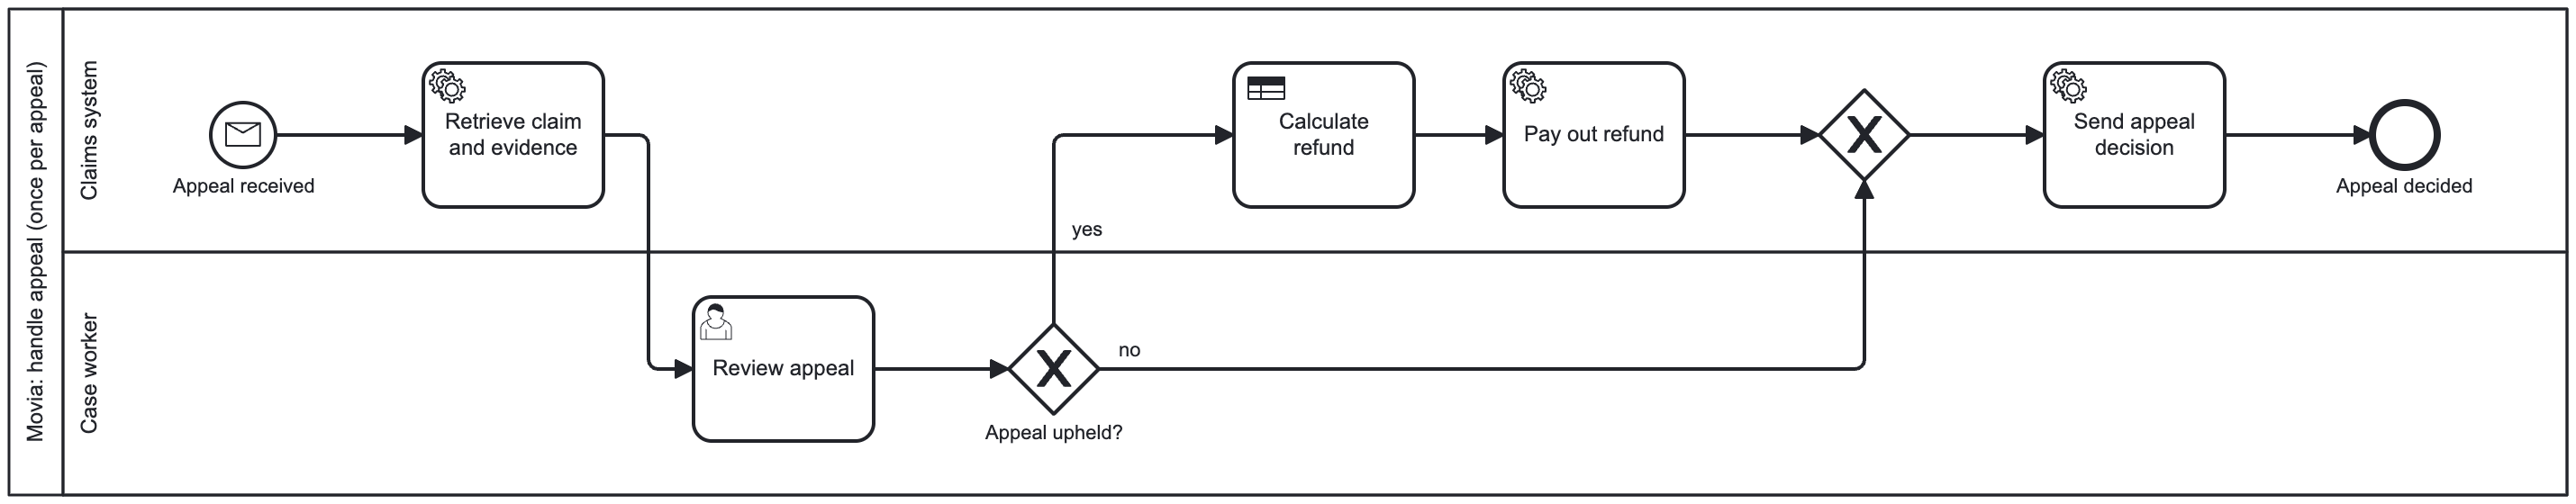 Movia: handle appeal (once per appeal)
Claims system
Appeal received
Retrieve claim
and evidence
Calculate
refund
Pay out refund
Send appeal
decision
Appeal decided
yes
Case worker
Review appeal
Appeal upheld?
no